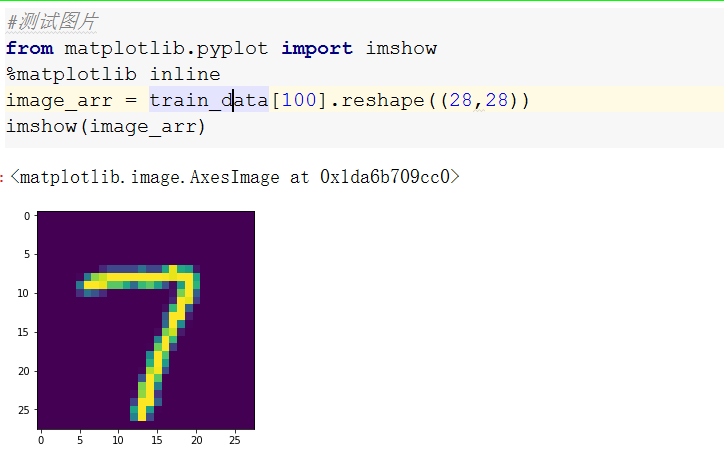 #测试图片
from matplotlib.pyplot import imshow
%matplotlib inline
image_arr = train_data[100].reshape((28,28))
imshow(image_arr)
: <matplotlib.image.AxesImage at 0x1da6b709cc0>
0
5
10
15
20
25
0 5 10 15 20 25
7